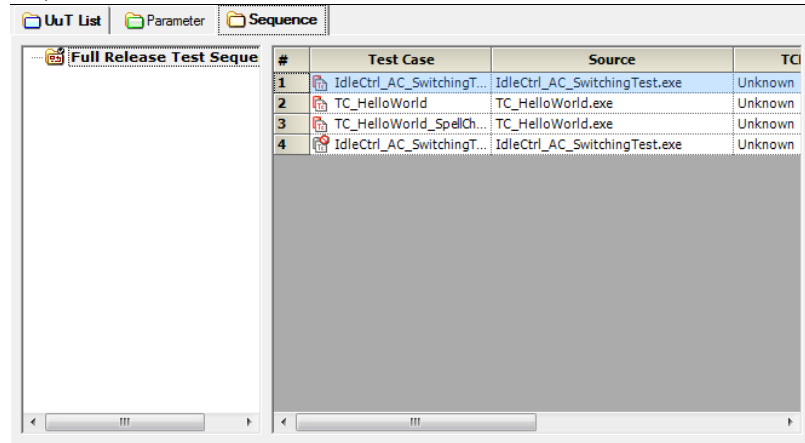 UuT List Parameter Sequence
Full Release Test Seque
# Test Case Source TCI
1 IdleCtrl_AC_SwitchingT... IdleCtrl_AC_SwitchingTest.exe Unknown
2 TC_HelloWorld TC_HelloWorld.exe Unknown
3 TC_HelloWorld_SpellCh... TC_HelloWorld.exe Unknown
4 IdleCtrl_AC_SwitchingT... IdleCtrl_AC_SwitchingTest.exe Unknown